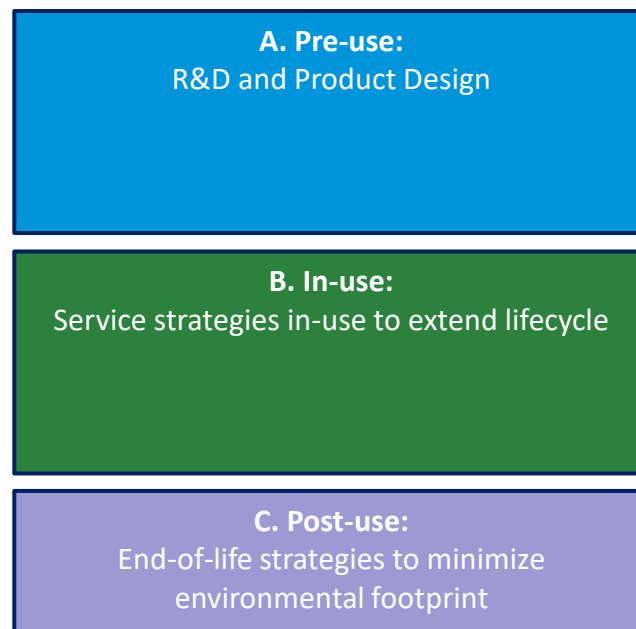 A. Pre-use:
R&D and Product Design
B. In-use:
Service strategies in-use to extend lifecycle
C. Post-use:
End-of-life strategies to minimize
environmental footprint